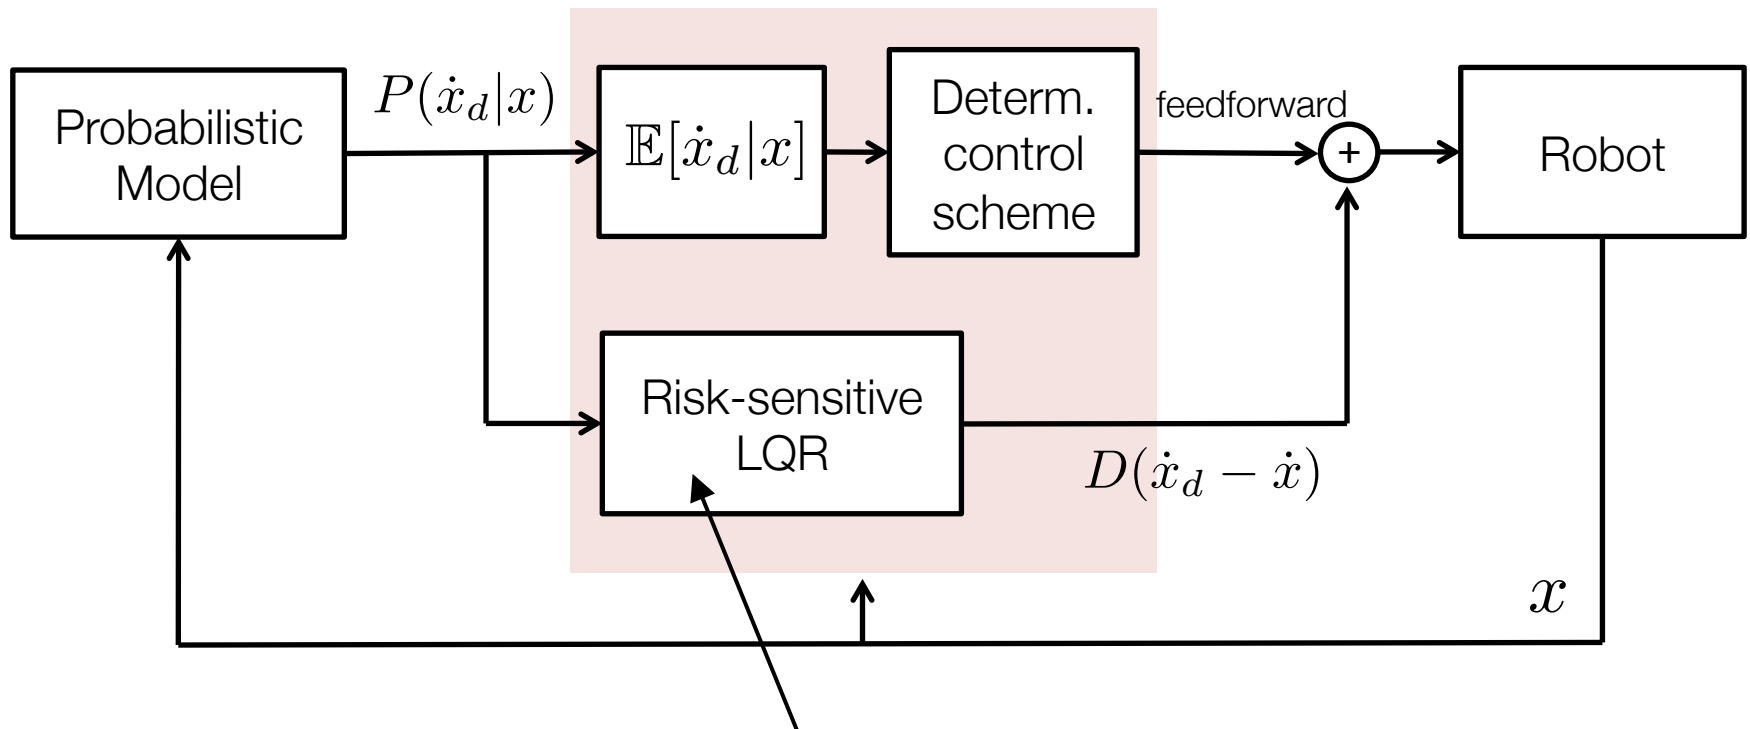 Probabilistic
Model
P(ẋ_d|x)
𝔼[ẋ_d|x]
Determ.
control
scheme
feedforward
+
Robot
Risk-sensitive
LQR
D(ẋ_d − ẋ)
x